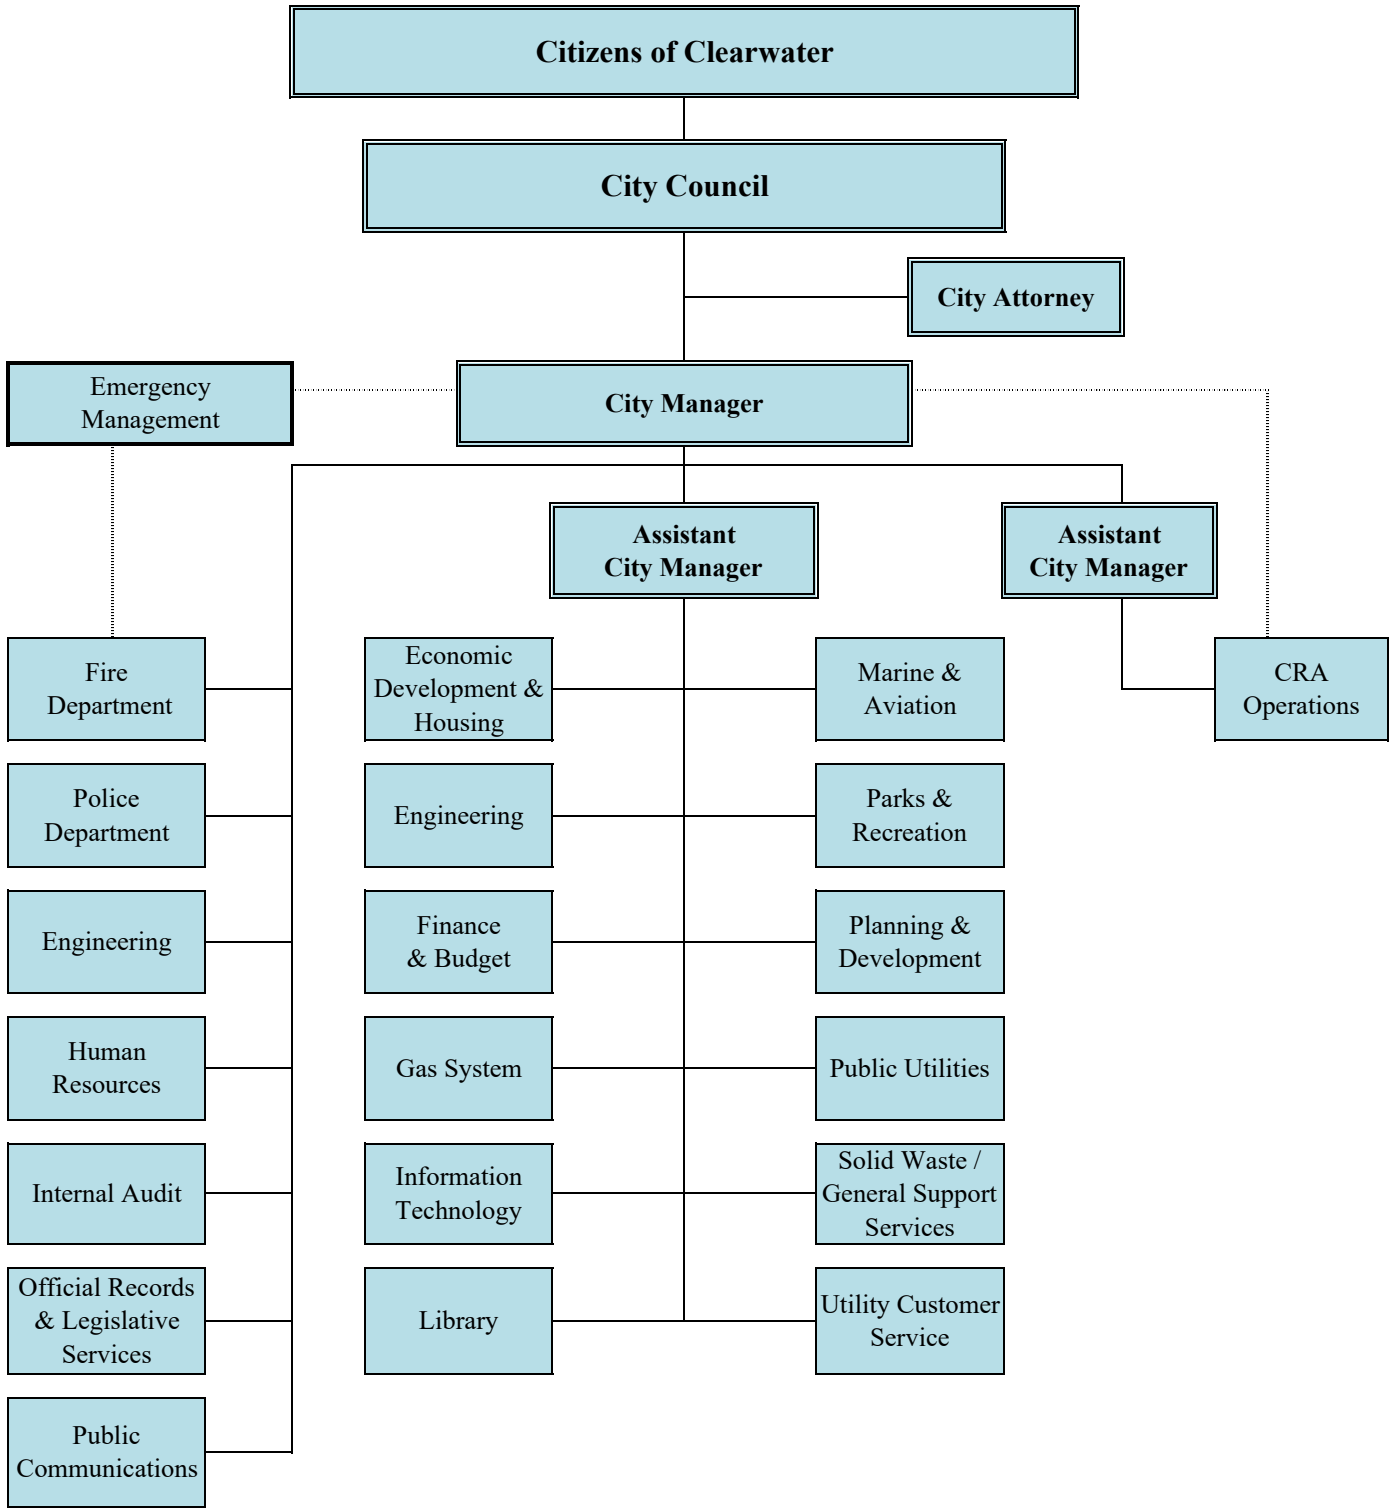 Citizens of Clearwater
City Council
City Attorney
Emergency
Management
City Manager
Assistant
City Manager
Assistant
City Manager
Fire
Department
Economic
Development &
Housing
Marine &
Aviation
CRA
Operations
Police
Department
Engineering
Parks &
Recreation
Engineering
Finance
& Budget
Planning &
Development
Human
Resources
Gas System
Public Utilities
Internal Audit
Information
Technology
Solid Waste /
General Support
Services
Official Records
& Legislative
Services
Library
Utility Customer
Service
Public
Communications